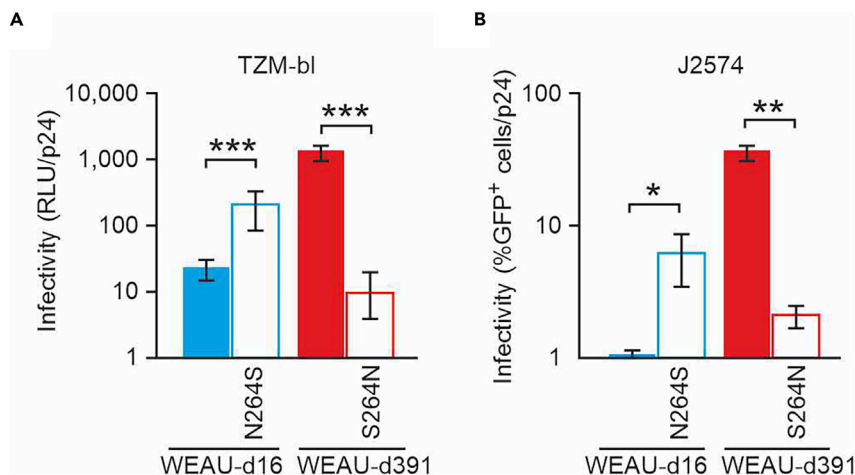 A
TZM-bl
Infectivity (RLU/p24)
10,000
1,000
100
10
1
***
***
N264S
S264N
WEAU-d16
WEAU-d391
B
J2574
Infectivity (%GFP+ cells/p24)
100
10
1
*
**
N264S
S264N
WEAU-d16
WEAU-d391